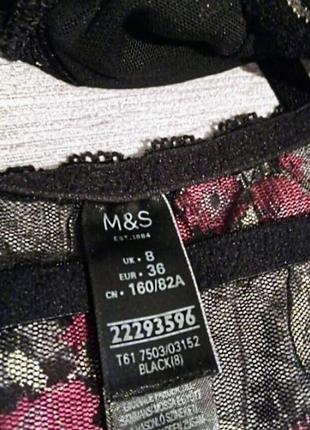 M&S
EST. 1884
UK • 8
EUR • 36
CN • 160/82A
22293596
T61 7503/03152
BLACK(8)